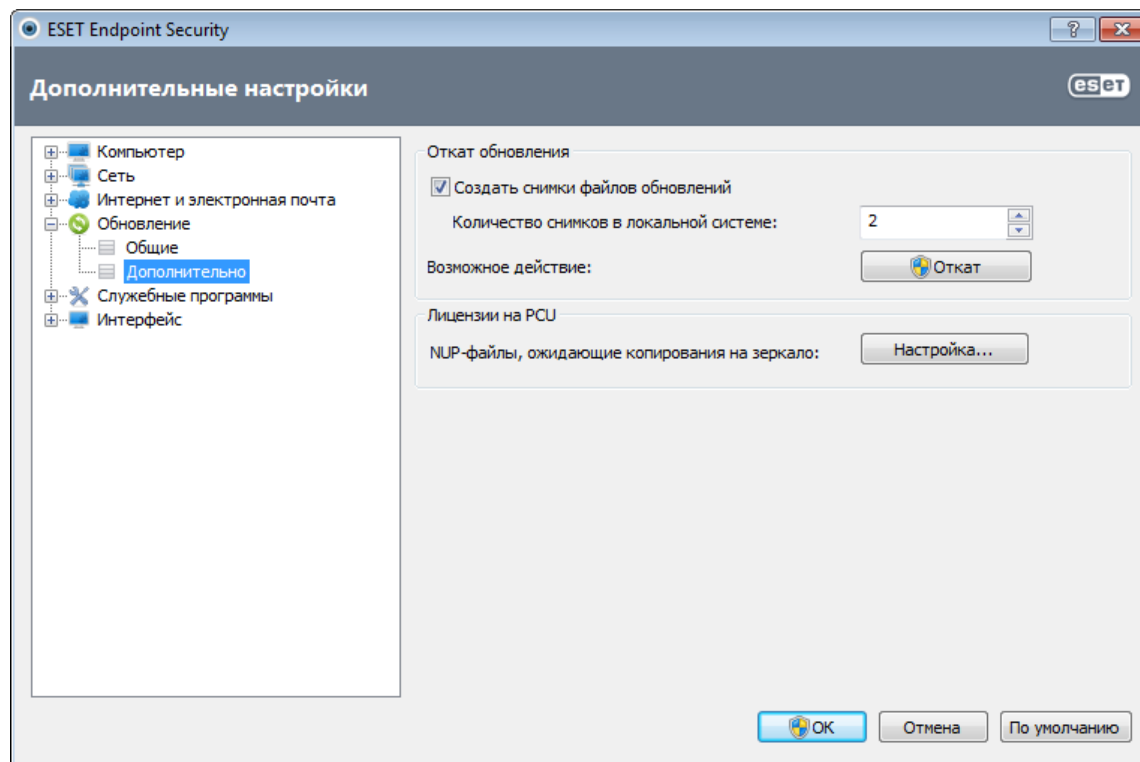 ESET Endpoint Security
Дополнительные настройки
eseт
Компьютер
Сеть
Интернет и электронная почта
Обновление
Общие
Дополнительно
Служебные программы
Интерфейс
Откат обновления
Создать снимки файлов обновлений
Количество снимков в локальной системе: 2
Возможное действие: Откат
Лицензии на PCU
NUP-файлы, ожидающие копирования на зеркало: Настройка...
OK Отмена По умолчанию